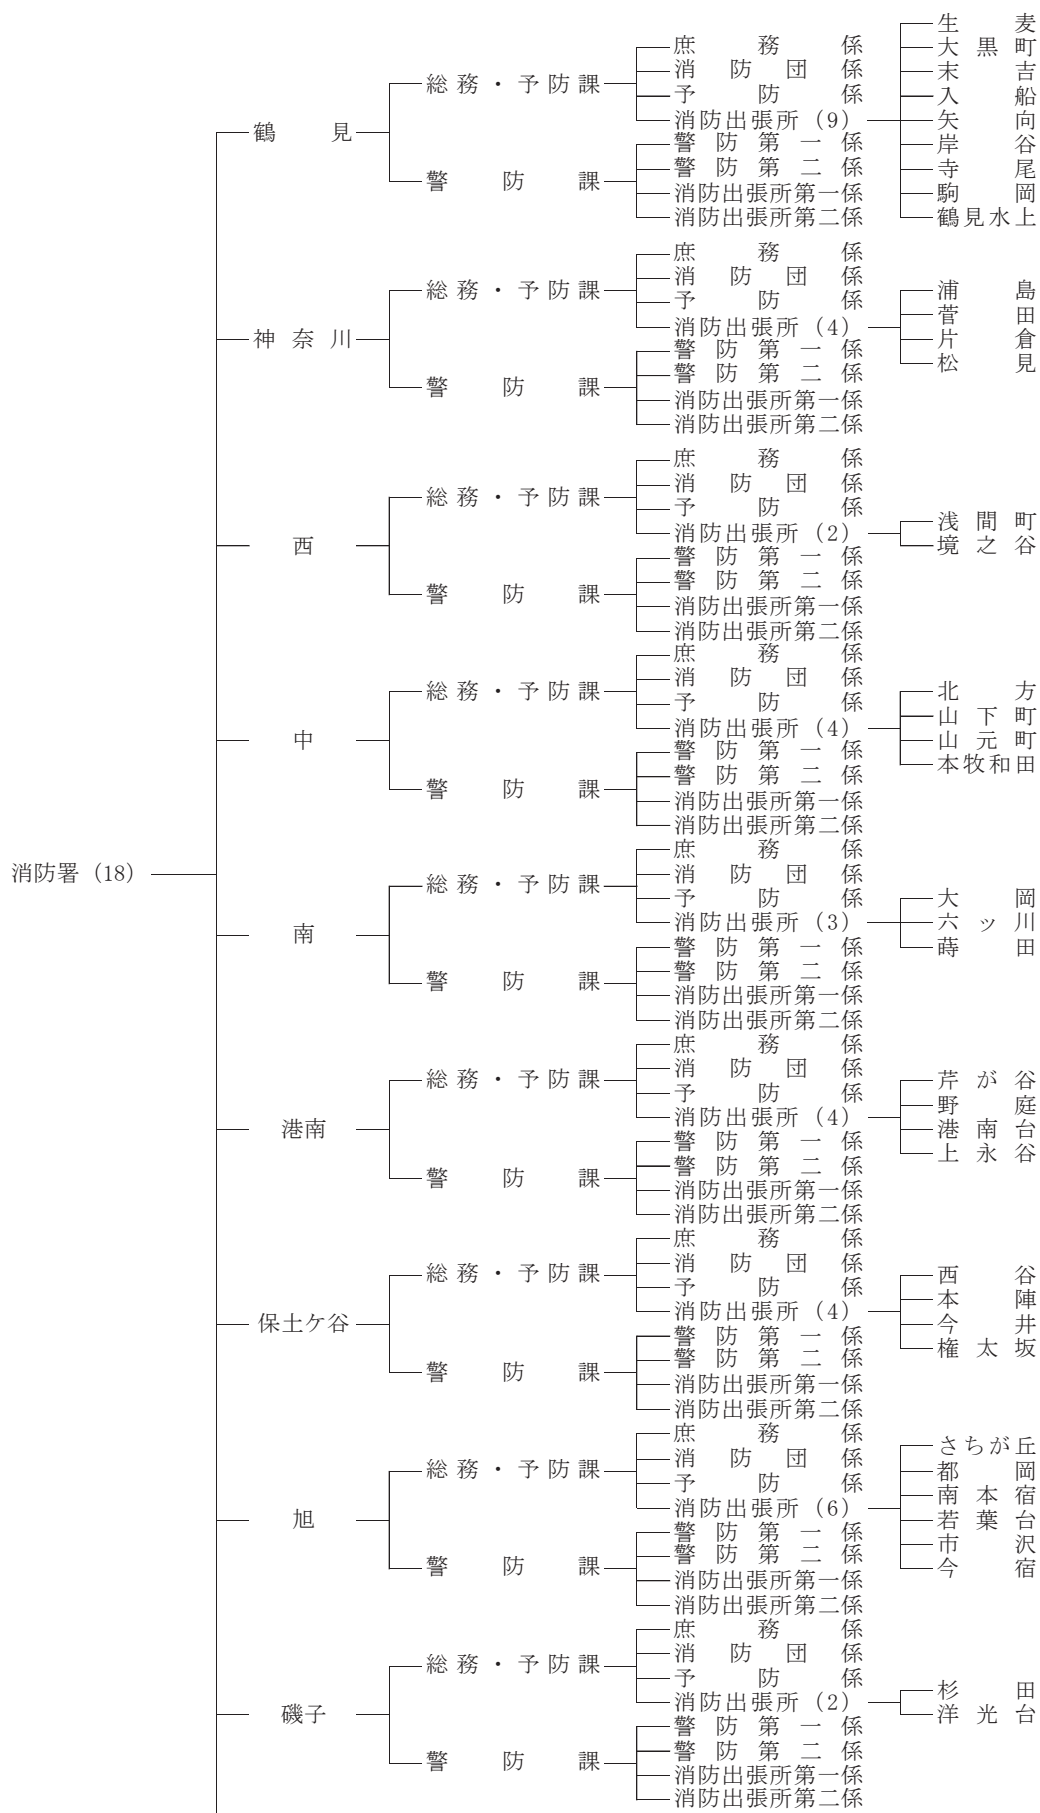 消防署（18）
鶴見
総務・予防課
庶務係
消防団係
予防係
消防出張所（9）
生麦
大黒町
末吉
入船
矢向
岸谷
寺尾
駒岡
鶴見水上
警防課
警防第一係
警防第二係
消防出張所第一係
消防出張所第二係
神奈川
総務・予防課
庶務係
消防団係
予防係
消防出張所（4）
浦島
菅田
片倉
松見
警防課
警防第一係
警防第二係
消防出張所第一係
消防出張所第二係
西
総務・予防課
庶務係
消防団係
予防係
消防出張所（2）
浅間町
境之谷
警防課
警防第一係
警防第二係
消防出張所第一係
消防出張所第二係
中
総務・予防課
庶務係
消防団係
予防係
消防出張所（4）
北方
山下町
山元町
本牧和田
警防課
警防第一係
警防第二係
消防出張所第一係
消防出張所第二係
南
総務・予防課
庶務係
消防団係
予防係
消防出張所（3）
大岡
六ッ川
蒔田
警防課
警防第一係
警防第二係
消防出張所第一係
消防出張所第二係
港南
総務・予防課
庶務係
消防団係
予防係
消防出張所（4）
芹が谷
野庭
港南台
上永谷
警防課
警防第一係
警防第二係
消防出張所第一係
消防出張所第二係
保土ケ谷
総務・予防課
庶務係
消防団係
予防係
消防出張所（4）
西谷
本陣
今井
権太坂
警防課
警防第一係
警防第二係
消防出張所第一係
消防出張所第二係
旭
総務・予防課
庶務係
消防団係
予防係
消防出張所（6）
さちが丘
都岡
南本宿
若葉台
市沢
今宿
警防課
警防第一係
警防第二係
消防出張所第一係
消防出張所第二係
磯子
総務・予防課
庶務係
消防団係
予防係
消防出張所（2）
杉田
洋光台
警防課
警防第一係
警防第二係
消防出張所第一係
消防出張所第二係